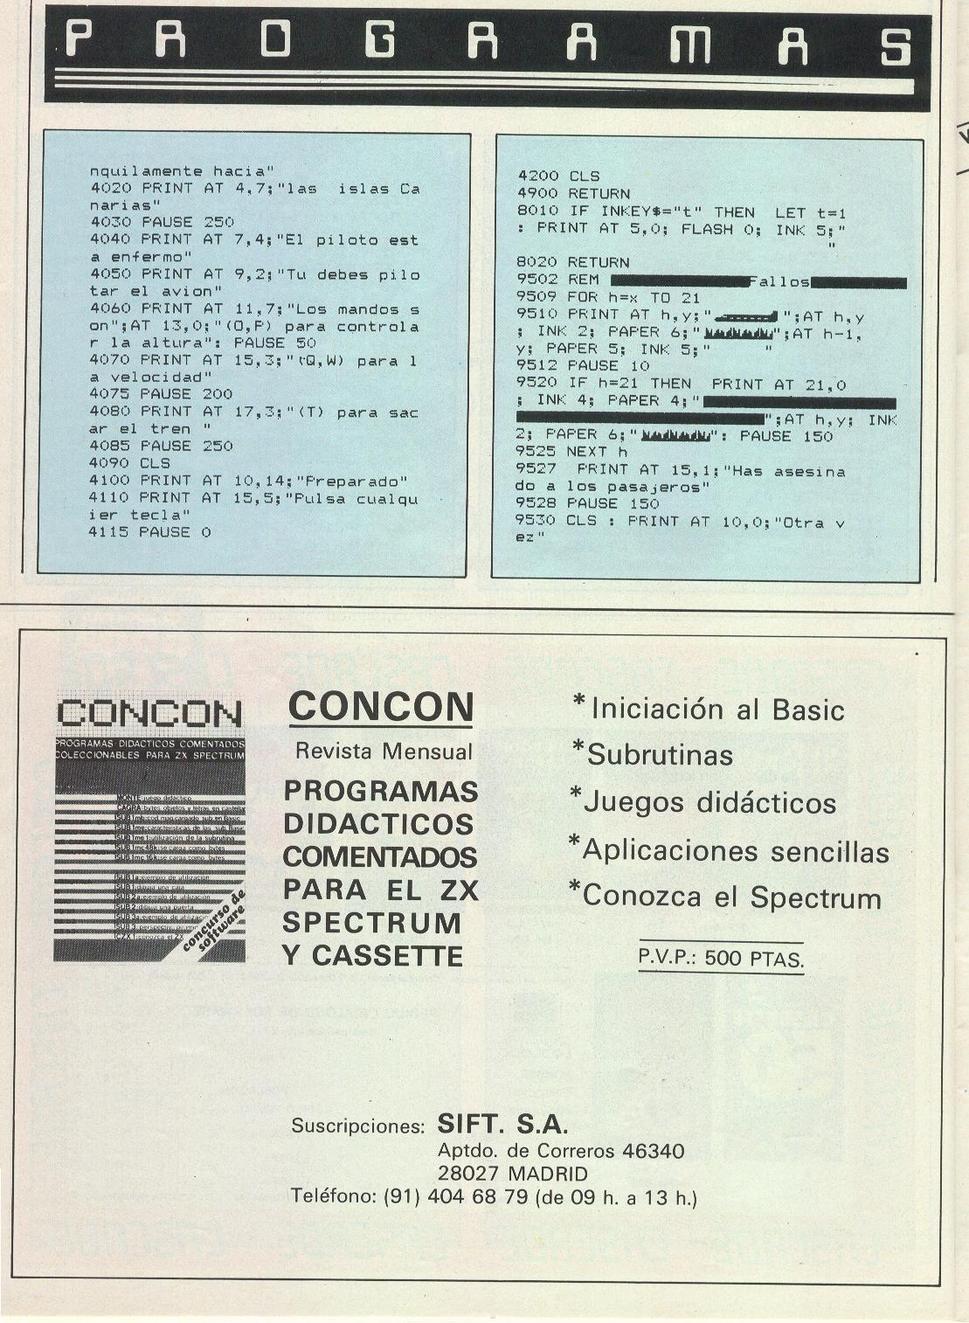 PROGRAMAS
nquilamente hacia"
4020 PRINT AT 4,7;"las  islas Ca
narias"
4030 PAUSE 250
4040 PRINT AT 7,4;"El piloto est
a enfermo"
4050 PRINT AT 9,2;"Tu debes pilo
tar el avion"
4060 PRINT AT 11,7;"Los mandos s
on";AT 13,0;"(O,P) para controla
r la altura": PAUSE 50
4070 PRINT AT 15,3;"(Q,W) para l
a velocidad"
4075 PAUSE 200
4080 PRINT AT 17,3;"(T) para sac
ar el tren "
4085 PAUSE 250
4090 CLS
4100 PRINT AT 10,14;"Preparado"
4110 PRINT AT 15,5;"Pulsa cualqu
ier tecla"
4115 PAUSE 0
4200 CLS
4900 RETURN
8010 IF INKEY$="t" THEN  LET t=1
: PRINT AT 5,0; FLASH 0; INK 5;"
"
8020 RETURN
9502 REM Fallos
9509 FOR h=x TO 21
9510 PRINT AT h,y;" ";AT h,y
; INK 2; PAPER 6;" ";AT h-1,
y; PAPER 5; INK 5;"      "
9512 PAUSE 10
9520 IF h=21 THEN  PRINT AT 21,0
; INK 4; PAPER 4;"
";AT h,y; INK
2; PAPER 6;" ": PAUSE 150
9525 NEXT h
9527  PRINT AT 15,1;"Has asesina
do a los pasajeros"
9528 PAUSE 150
9530 CLS : PRINT AT 10,0;"Otra v
ez"
CONCON
PROGRAMAS DIDACTICOS COMENTADOS
COLECCIONABLES PARA ZX SPECTRUM
MONTE:juego didáctico
concurso de
software
CONCON
Revista Mensual
PROGRAMAS
DIDACTICOS
COMENTADOS
PARA EL ZX
SPECTRUM
Y CASSETTE
*Iniciación al Basic
*Subrutinas
*Juegos didácticos
*Aplicaciones sencillas
*Conozca el Spectrum
P.V.P.: 500 PTAS.
Suscripciones: SIFT. S.A.
Aptdo. de Correros 46340
28027 MADRID
Teléfono: (91) 404 68 79 (de 09 h. a 13 h.)